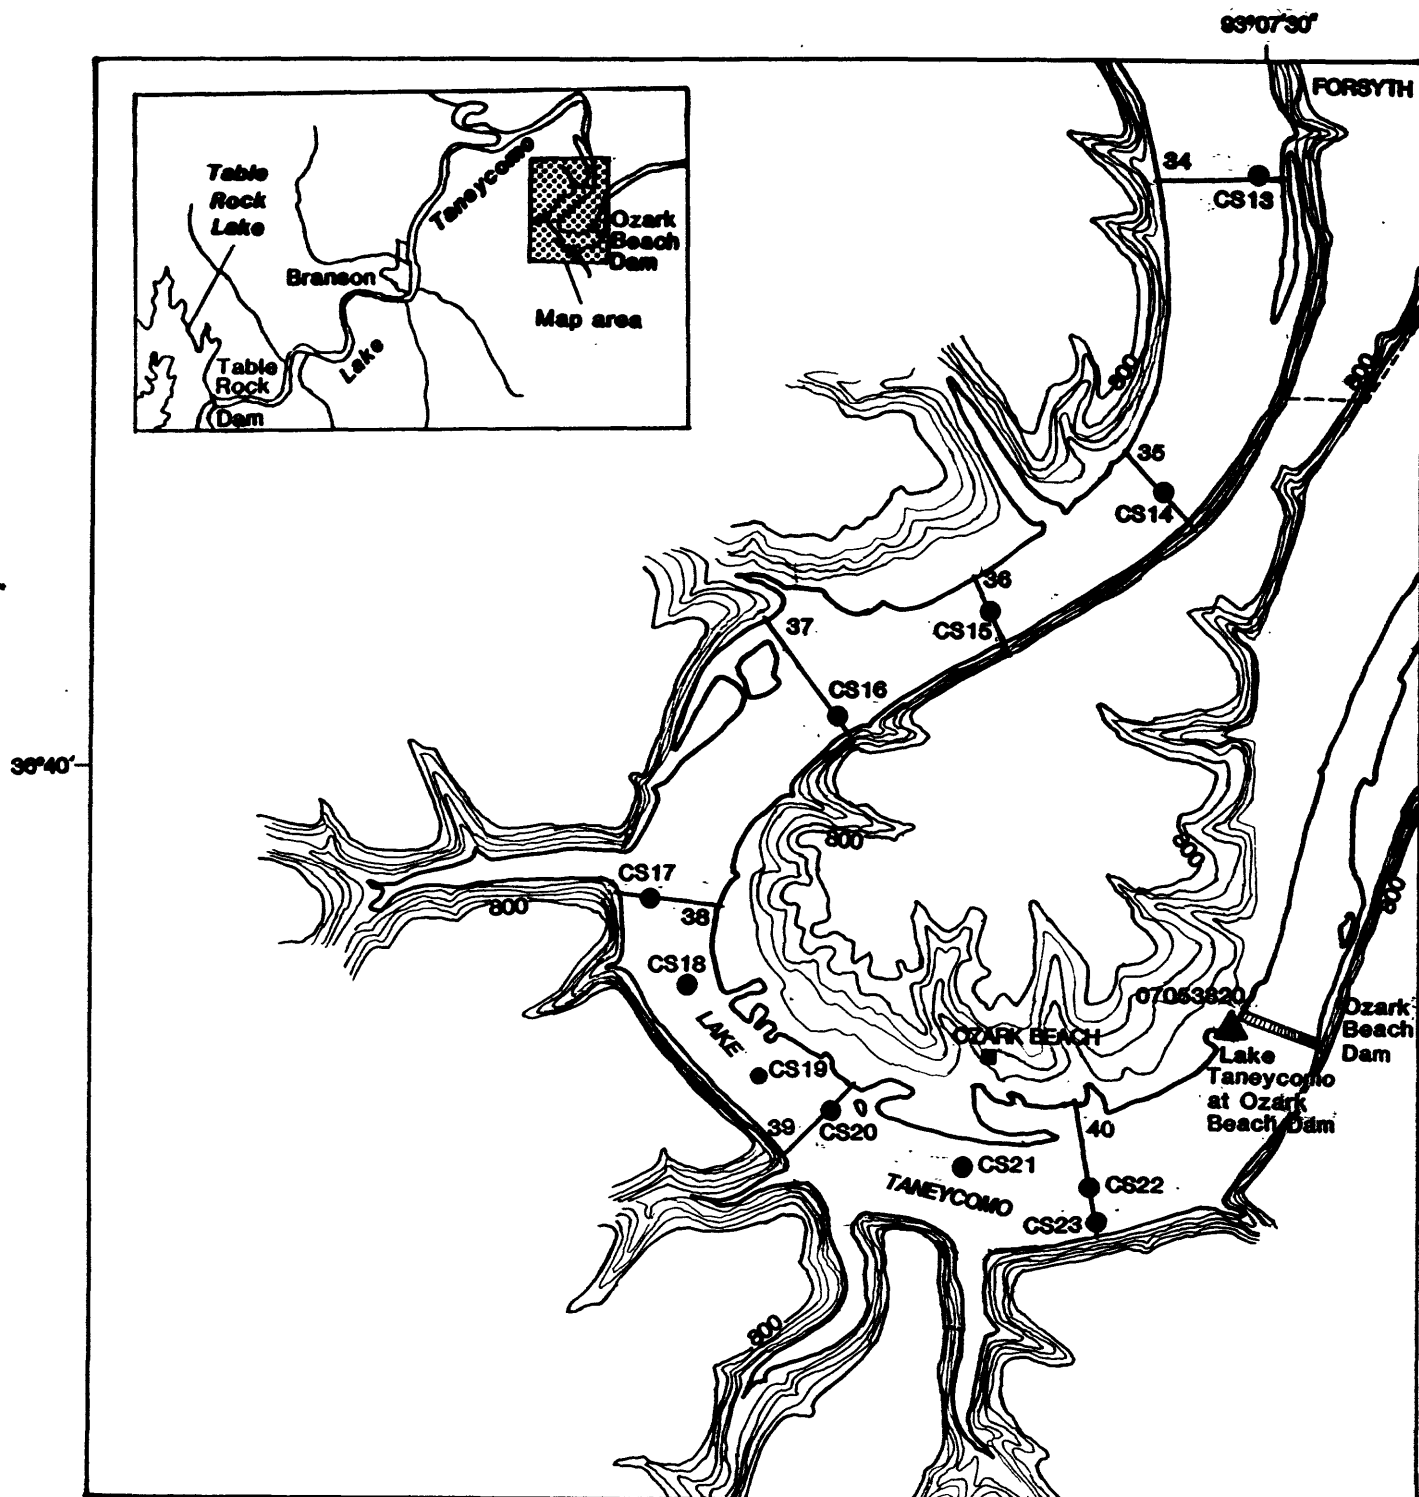 93°07'30"
FORSYTH
Table
Rock
Lake
Taneycomo
Ozark
Beach
Dam
Branson
Map area
Lake
Table
Rock
Dam
34
CS13
800
800
35
CS14
36
CS15
37
CS16
36°40'
800
800
CS17
38
800
800
CS18
07053820
LAKE
OZARK BEACH
Ozark
Beach
Dam
Lake
Taneycomo
at Ozark
Beach Dam
CS19
39
CS20
40
CS21
TANEYCOMO
CS22
CS23
800